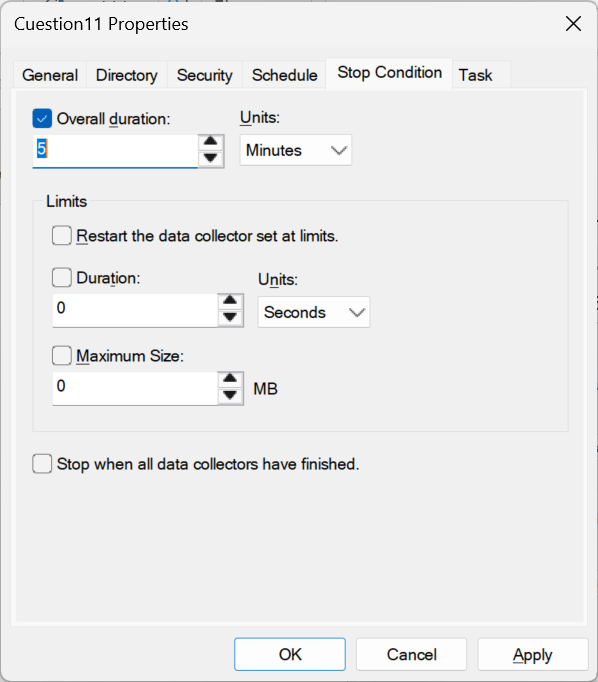 Cuestion11 Properties
General Directory Security Schedule Stop Condition Task
Overall duration: Units:
5 Minutes
Limits
Restart the data collector set at limits.
Duration: Units:
0 Seconds
Maximum Size:
0 MB
Stop when all data collectors have finished.
OK Cancel Apply